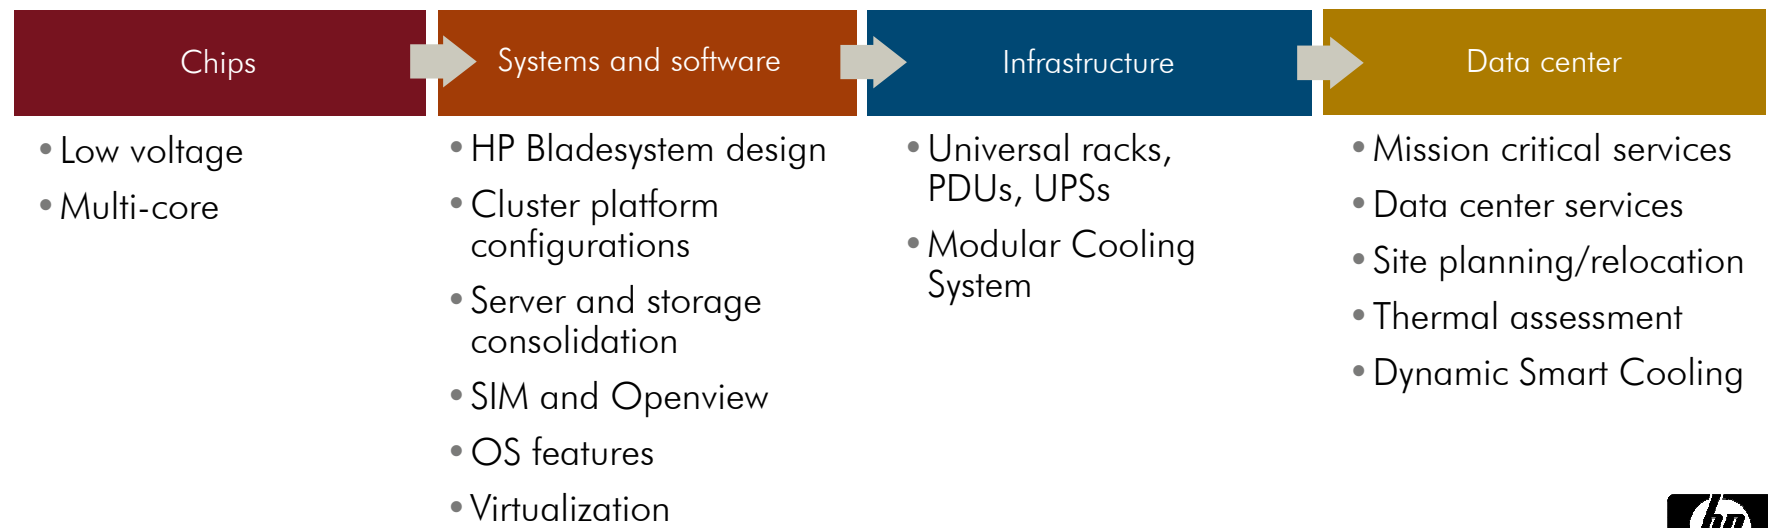 Chips
Low voltage
Multi-core
Systems and software
HP Bladesystem design
Cluster platform
configurations
Server and storage
consolidation
SIM and Openview
OS features
Virtualization
Infrastructure
Universal racks,
PDUs, UPSs
Modular Cooling
System
Data center
Mission critical services
Data center services
Site planning/relocation
Thermal assessment
Dynamic Smart Cooling
hp